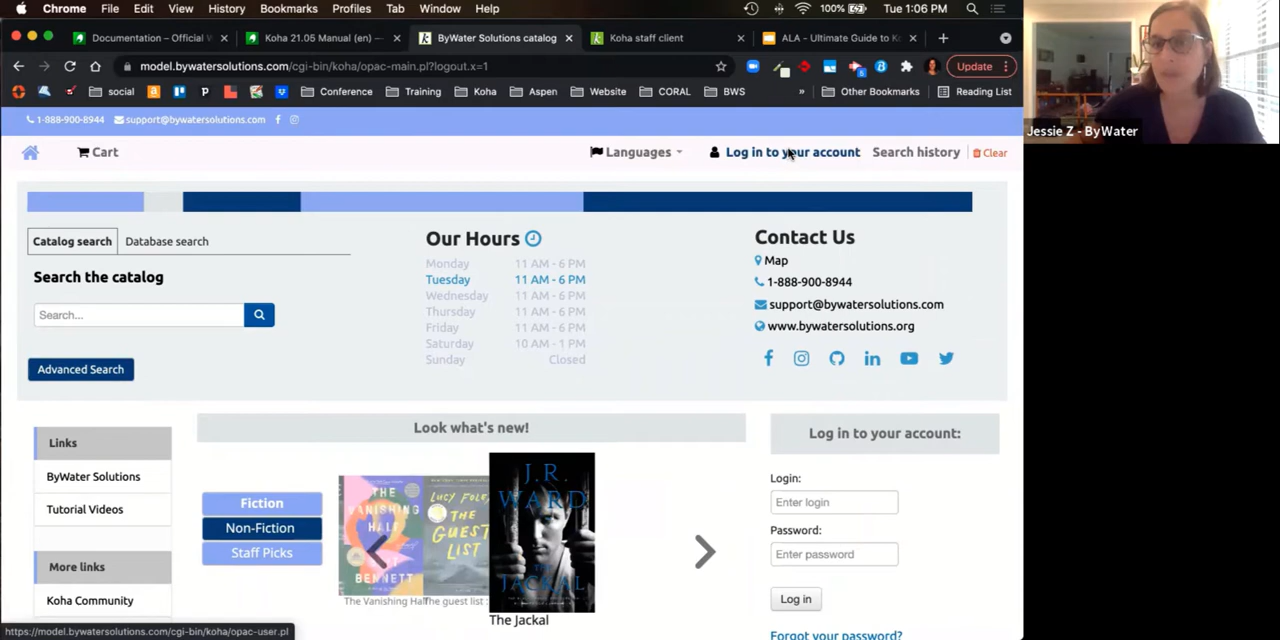 Chrome File Edit View History Bookmarks Profiles Tab Window Help 100% Tue 1:06 PM
Documentation – Official W × Koha 21.05 Manual (en) — × ByWater Solutions catalog × Koha staff client × ALA - Ultimate Guide to K × +
model.bywatersolutions.com/cgi-bin/koha/opac-main.pl?logout.x=1 Update
social Conference Training Koha Aspen Website CORAL BWS » Other Bookmarks Reading List
Jessie Z - ByWater
1-888-900-8944 support@bywatersolutions.com
Cart Languages Log in to your account Search history Clear
Catalog search Database search
Search the catalog
Search...
Advanced Search
Our Hours
Monday 11 AM - 6 PM
Tuesday 11 AM - 6 PM
Wednesday 11 AM - 6 PM
Thursday 11 AM - 6 PM
Friday 11 AM - 6 PM
Saturday 10 AM - 1 PM
Sunday Closed
Contact Us
Map
1-888-900-8944
support@bywatersolutions.com
www.bywatersolutions.org
Links
ByWater Solutions
Tutorial Videos
More links
Koha Community
Look what's new!
Fiction
Non-Fiction
Staff Picks
THE VANISHING HALF
BENNETT
The Vanishing Half
LUCY FOLEY
THE GUEST LIST
The guest list :
J.R. WARD
THE JACKAL
The Jackal
Log in to your account:
Login:
Enter login
Password:
Enter password
Log in
Forgot your password?
https://model.bywatersolutions.com/cgi-bin/koha/opac-user.pl